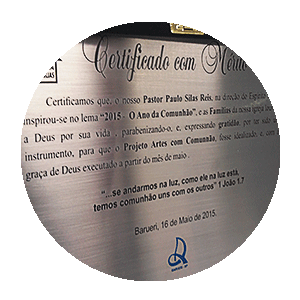 Certificado com
Certificamos que, o nosso Pastor Paulo Silas Reis, na direção do
inspirou-se no lema "2015 - O Ano da Comunhão", e as Famílias da nossa igreja
a Deus por sua vida , parabenizando-o, e, expressando gratidão, por ter sido o
instrumento, para que o Projeto Artes com Comunhão, fosse idealizado e, com a
graça de Deus executado a partir do mês de maio .
"...se andarmos na luz, como ele na luz está,
temos comunhão uns com os outros" 1 João 1.7
Barueri, 16 de Maio de 2015.